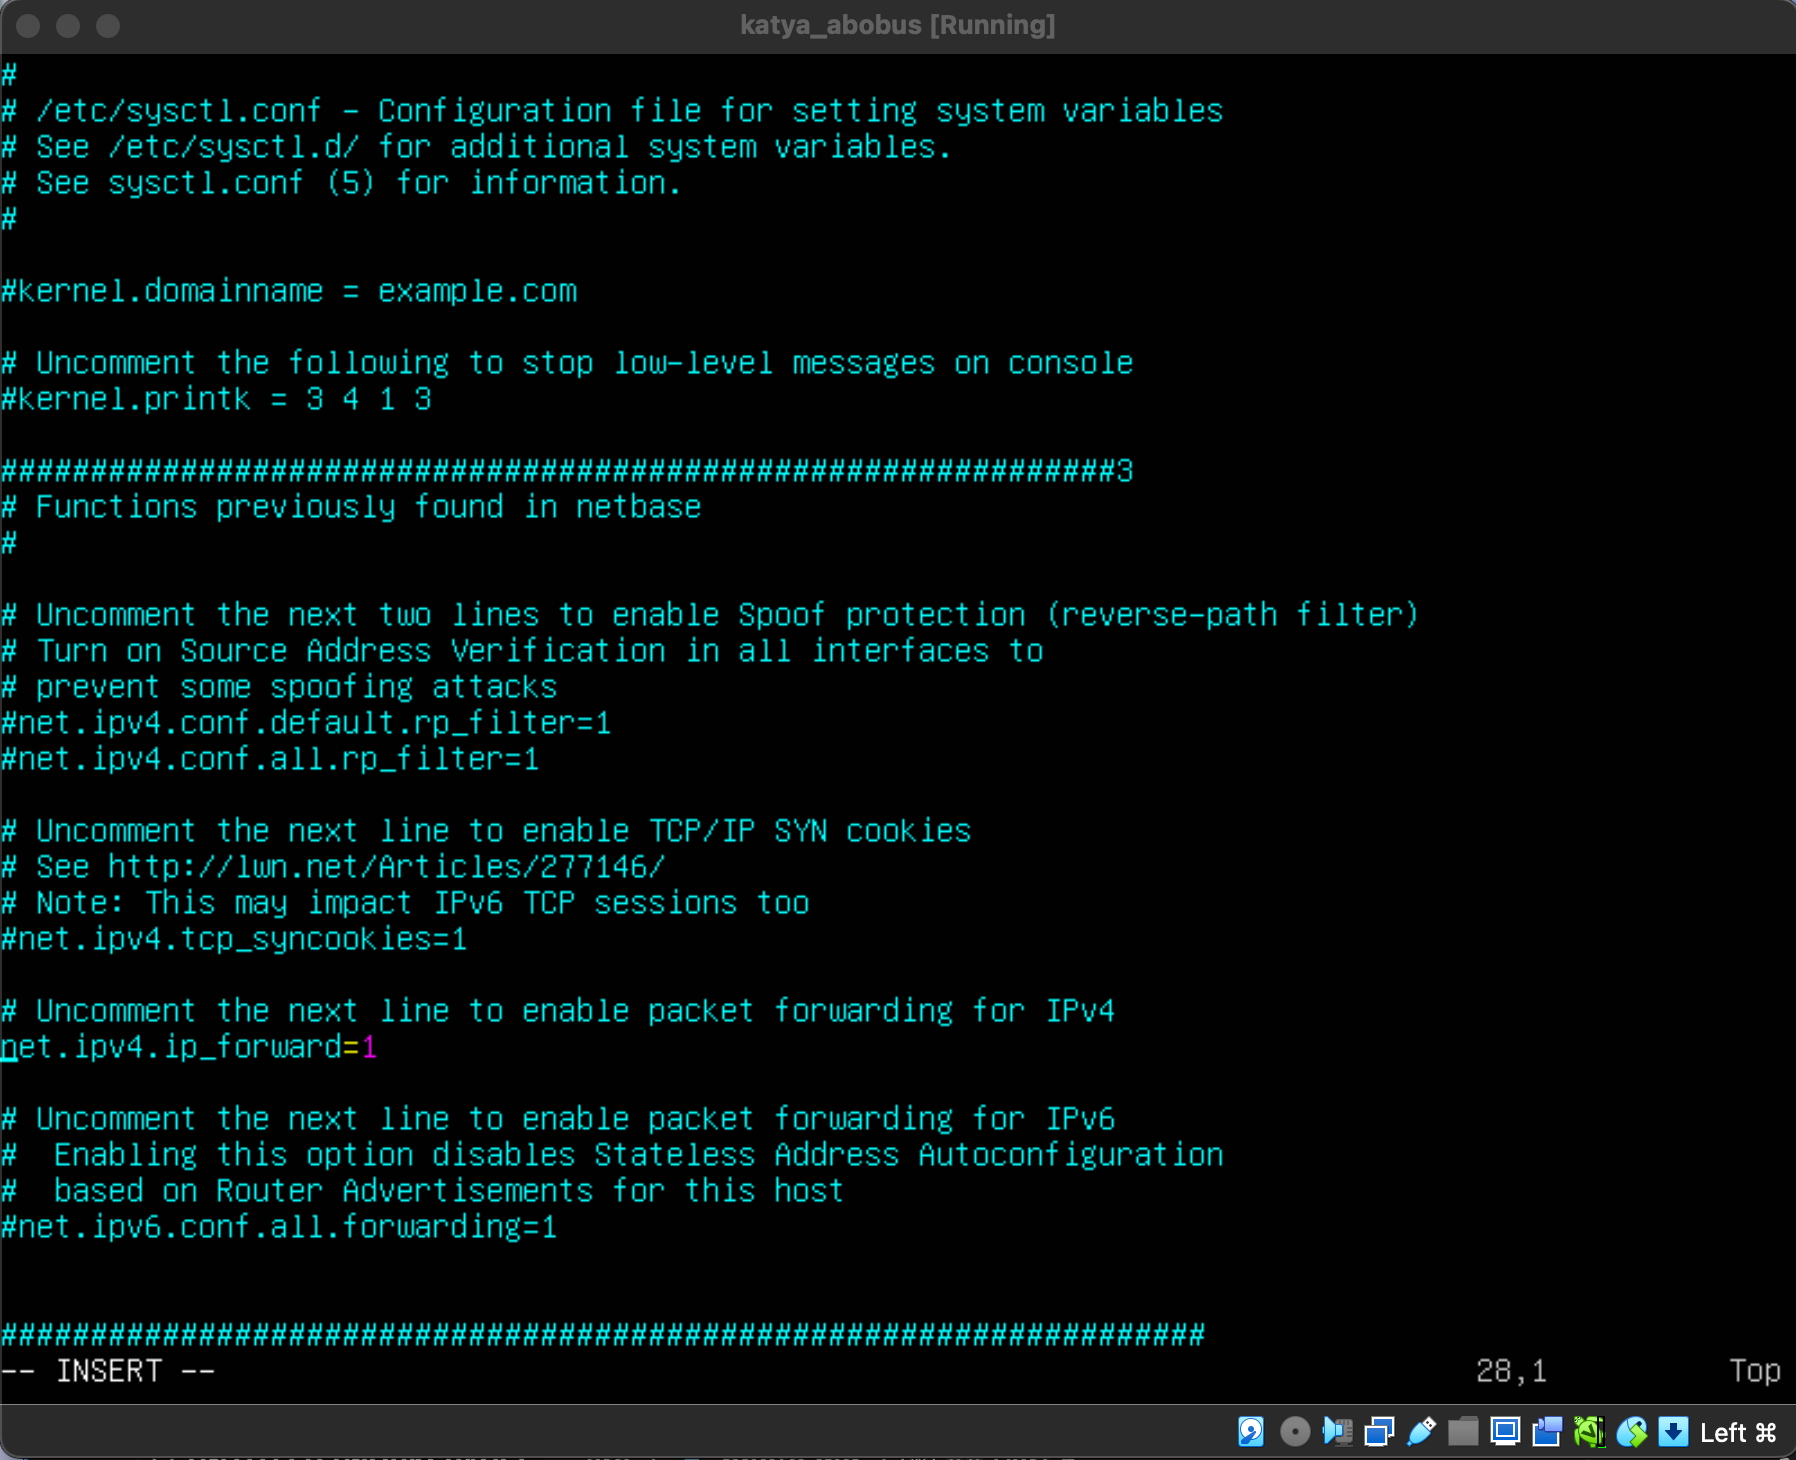 katya_abobus [Running]
#
# /etc/sysctl.conf - Configuration file for setting system variables
# See /etc/sysctl.d/ for additional system variables.
# See sysctl.conf (5) for information.
#
#kernel.domainname = example.com
# Uncomment the following to stop low-level messages on console
#kernel.printk = 3 4 1 3
##############################################################3
# Functions previously found in netbase
#
# Uncomment the next two lines to enable Spoof protection (reverse-path filter)
# Turn on Source Address Verification in all interfaces to
# prevent some spoofing attacks
#net.ipv4.conf.default.rp_filter=1
#net.ipv4.conf.all.rp_filter=1
# Uncomment the next line to enable TCP/IP SYN cookies
# See http://lwn.net/Articles/277146/
# Note: This may impact IPv6 TCP sessions too
#net.ipv4.tcp_syncookies=1
# Uncomment the next line to enable packet forwarding for IPv4
net.ipv4.ip_forward=1
# Uncomment the next line to enable packet forwarding for IPv6
#  Enabling this option disables Stateless Address Autoconfiguration
#  based on Router Advertisements for this host
#net.ipv6.conf.all.forwarding=1
###################################################################
-- INSERT -- 28,1 Top
Left ⌘